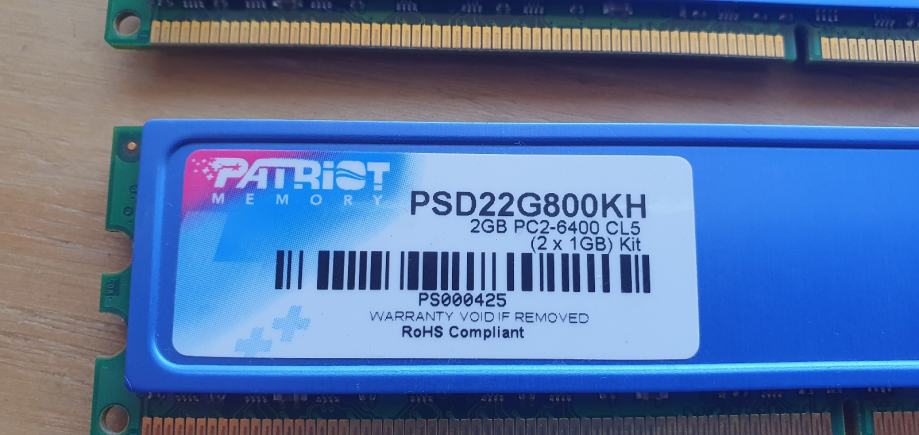 PATRIOT
MEMORY
PSD22G800KH
2GB PC2-6400 CL5
(2 x 1GB) Kit
PS000425
WARRANTY VOID IF REMOVED
RoHS Compliant